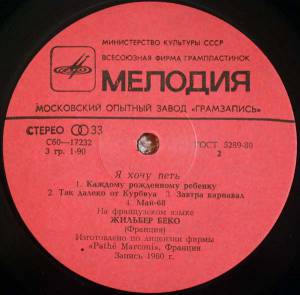 МИНИСТЕРСТВО КУЛЬТУРЫ СССР
ВСЕСОЮЗНАЯ ФИРМА ГРАМПЛАСТИНОК
МЕЛОДИЯ
МОСКОВСКИЙ ОПЫТНЫЙ ЗАВОД «ГРАМЗАПИСЬ»
СТЕРЕО 33
С60—17232
3 гр. 1-90
ГОСТ 5289-80
2
Я хочу петь
1. Каждому рожденному ребенку
2. Так далеко от Курбвуа 3. Завтра карнавал
4. Май-68
На французском языке
ЖИЛЬБЕР БЕКО
(Франция)
Изготовлено по лицензии фирмы
«Pathé Marconi», Франция
Запись 1980 г.